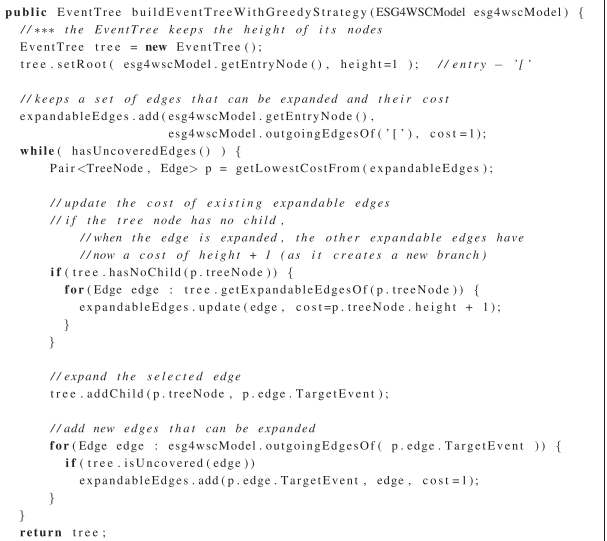 public EventTree buildEventTreeWithGreedyStrategy(ESG4WSCModel esg4wscModel) {
//*** the EventTree keeps the height of its nodes
EventTree tree = new EventTree();
tree.setRoot( esg4wscModel.getEntryNode(), height=1 ); //entry - '['
//keeps a set of edges that can be expanded and their cost
expandableEdges.add(esg4wscModel.getEntryNode(),
esg4wscModel.outgoingEdgesOf('['), cost=1);
while( hasUncoveredEdges() ) {
Pair<TreeNode, Edge> p = getLowestCostFrom(expandableEdges);
//update the cost of existing expandable edges
//if the tree node has no child,
//when the edge is expanded, the other expandable edges have
//now a cost of height + 1 (as it creates a new branch)
if(tree.hasNoChild(p.treeNode)) {
for(Edge edge : tree.getExpandableEdgesOf(p.treeNode)) {
expandableEdges.update(edge, cost=p.treeNode.height + 1);
}
}
//expand the selected edge
tree.addChild(p.treeNode, p.edge.TargetEvent);
//add new edges that can be expanded
for(Edge edge : esg4wscModel.outgoingEdgesOf( p.edge.TargetEvent )) {
if(tree.isUncovered(edge))
expandableEdges.add(p.edge.TargetEvent, edge, cost=1);
}
}
return tree;